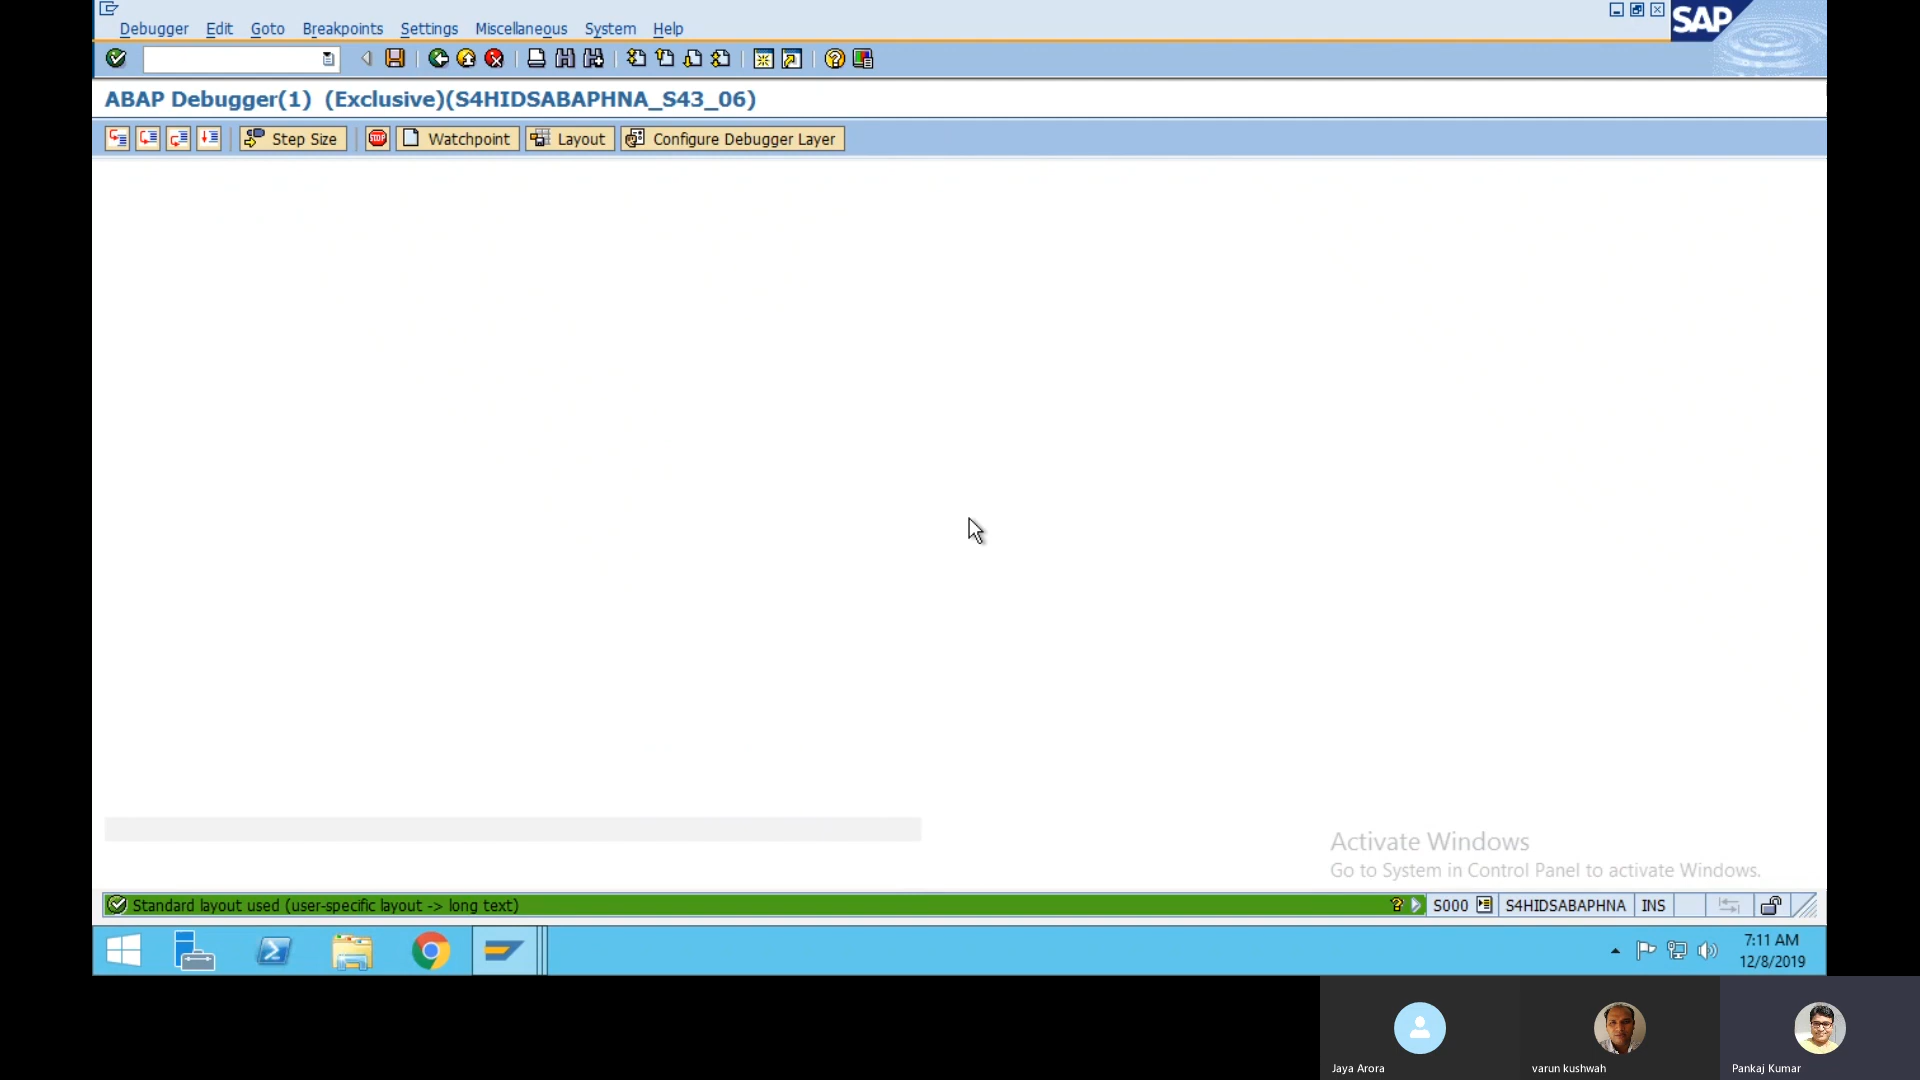 Debugger Edit Goto Breakpoints Settings Miscellaneous System Help
SAP
ABAP Debugger(1) (Exclusive)(S4HIDSABAPHNA_S43_06)
Step Size STOP Watchpoint Layout Configure Debugger Layer
Activate Windows
Go to System in Control Panel to activate Windows.
Standard layout used (user-specific layout -> long text) S000 S4HIDSABAPHNA INS
7:11 AM
12/8/2019
Jaya Arora varun kushwah Pankaj Kumar